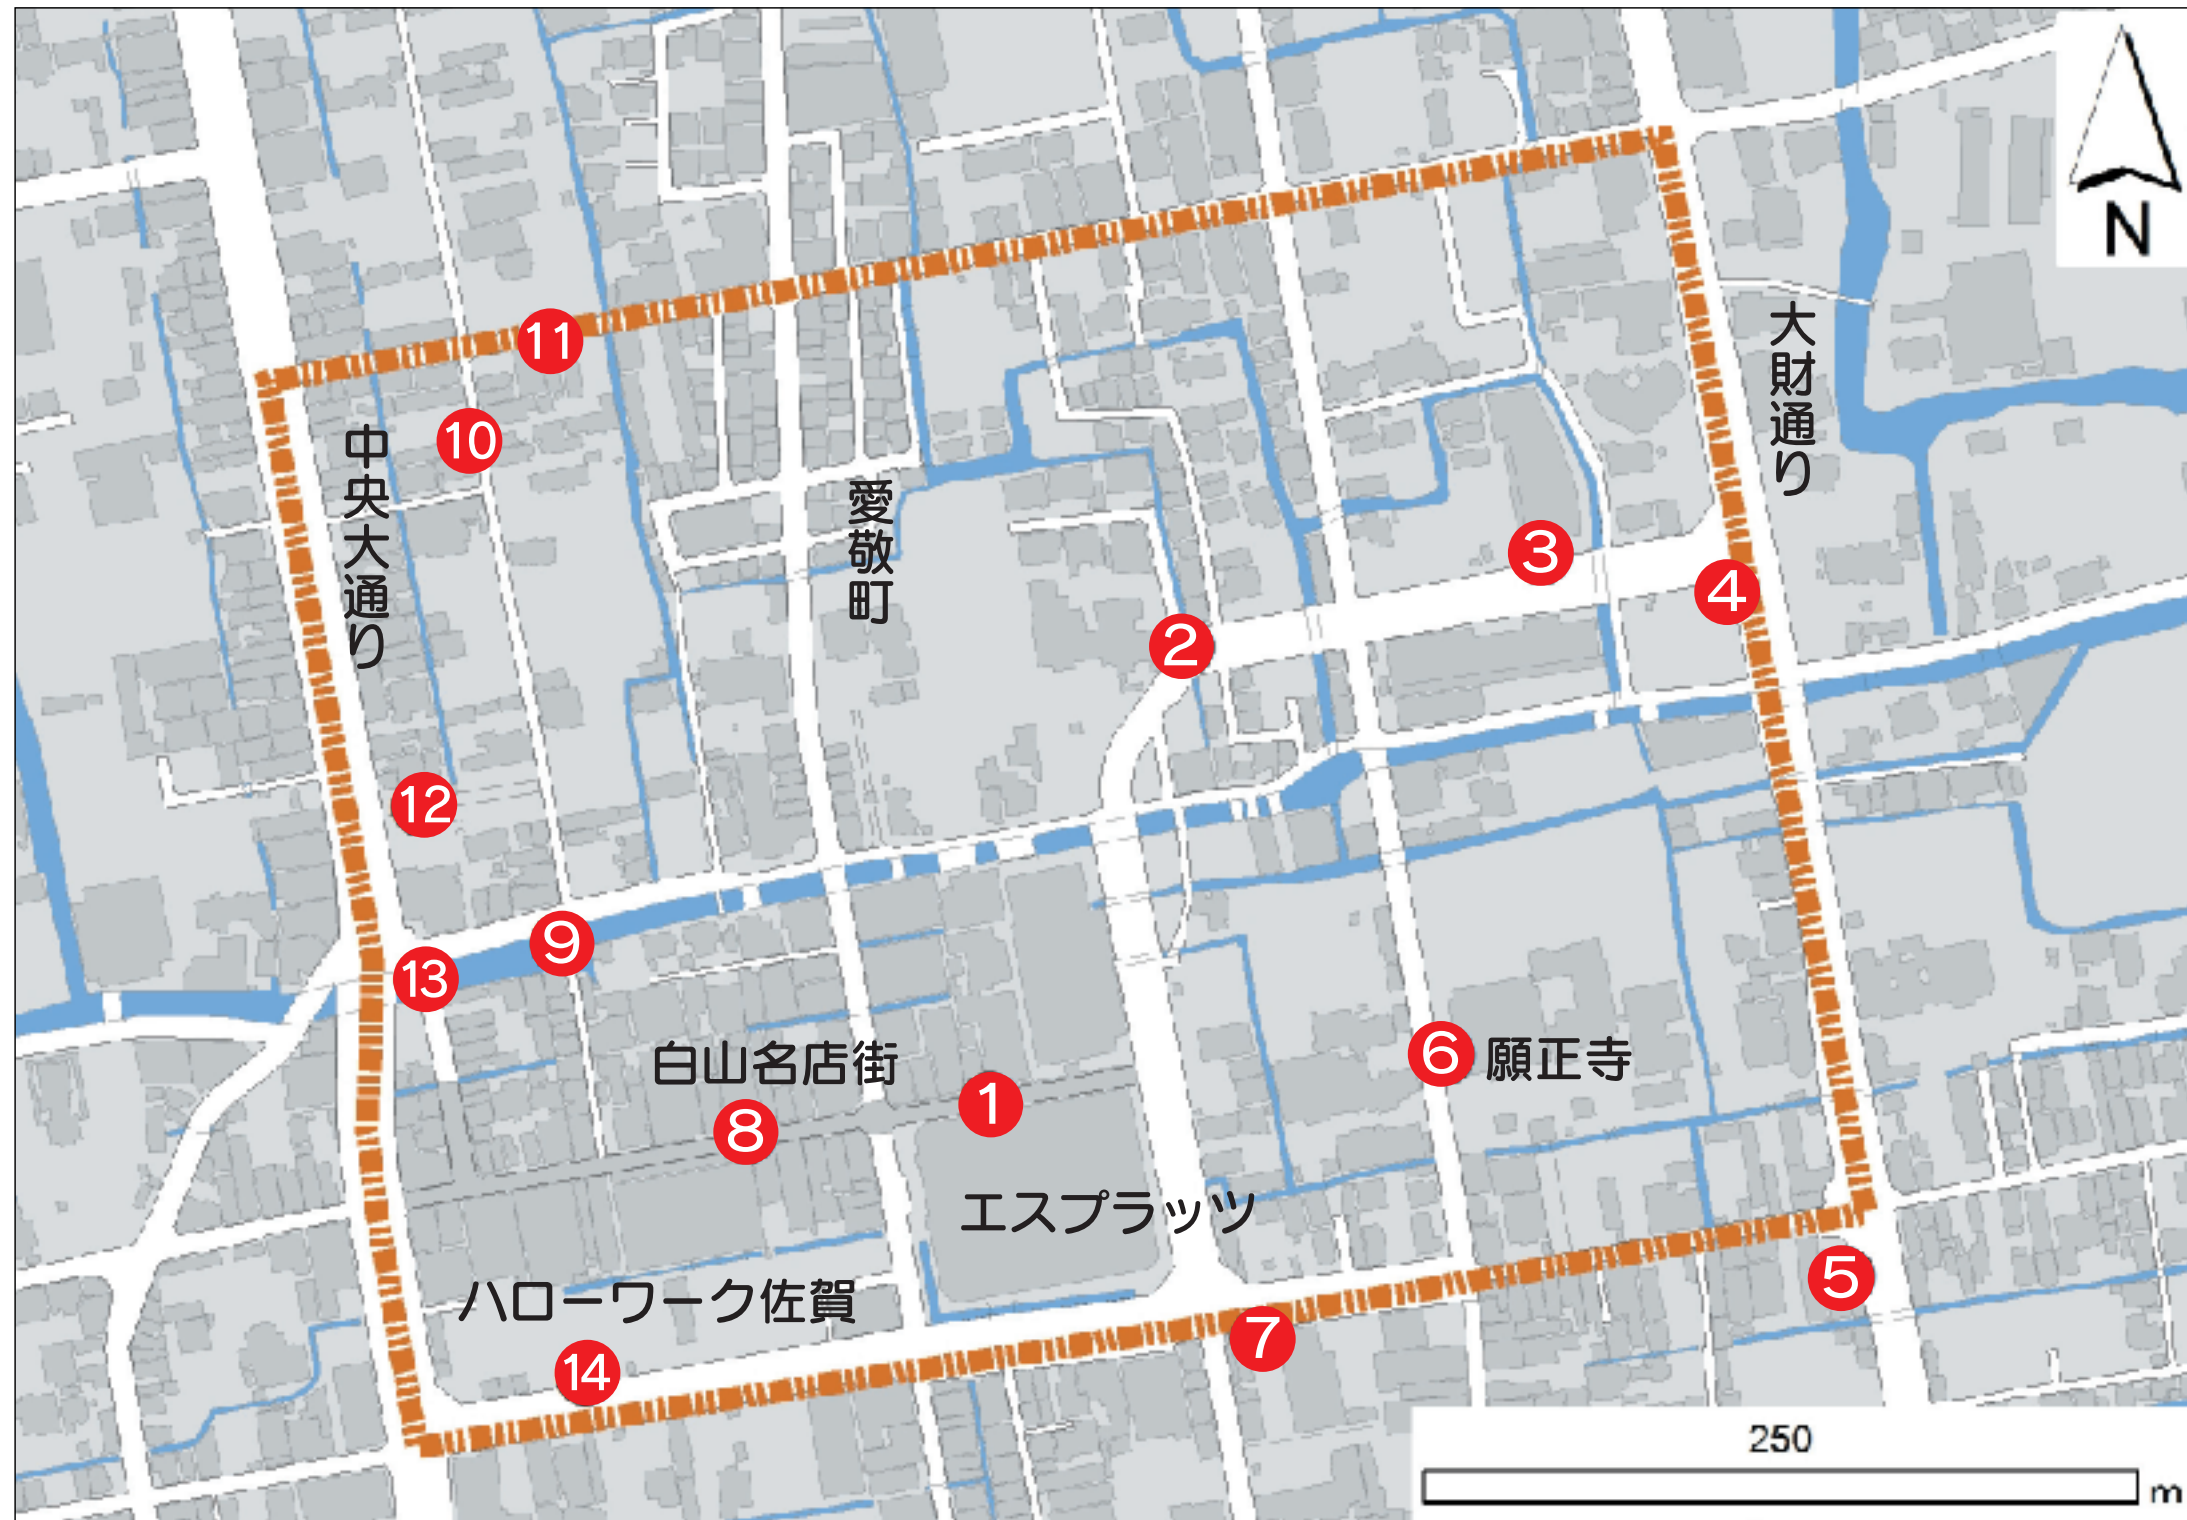 N
大財通り
⑪
⑩
中央大通り
愛敬町
③
④
②
⑫
⑨
⑬
白山名店街
①
⑥ 願正寺
⑧
エスプラッツ
ハローワーク佐賀
⑤
⑦
⑭
250
m